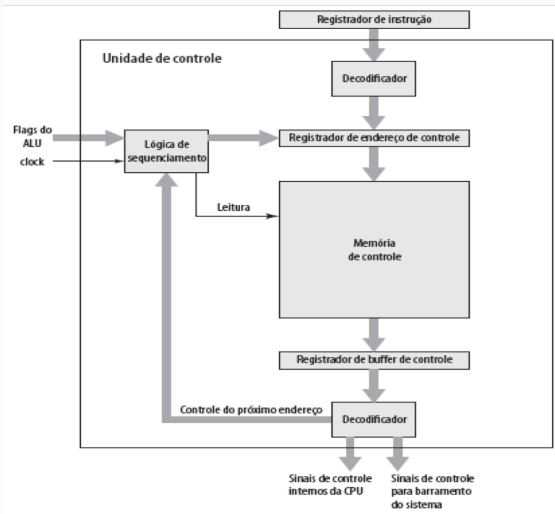 Registrador de instrução
Unidade de controle
Decodificador
Flags do
ALU
clock
Lógica de
sequenciamento
Registrador de endereço de controle
Leitura
Memória
de controle
Registrador de buffer de controle
Controle do próximo endereço
Decodificador
Sinais de controle
internos da CPU
Sinais de controle
para barramento
do sistema